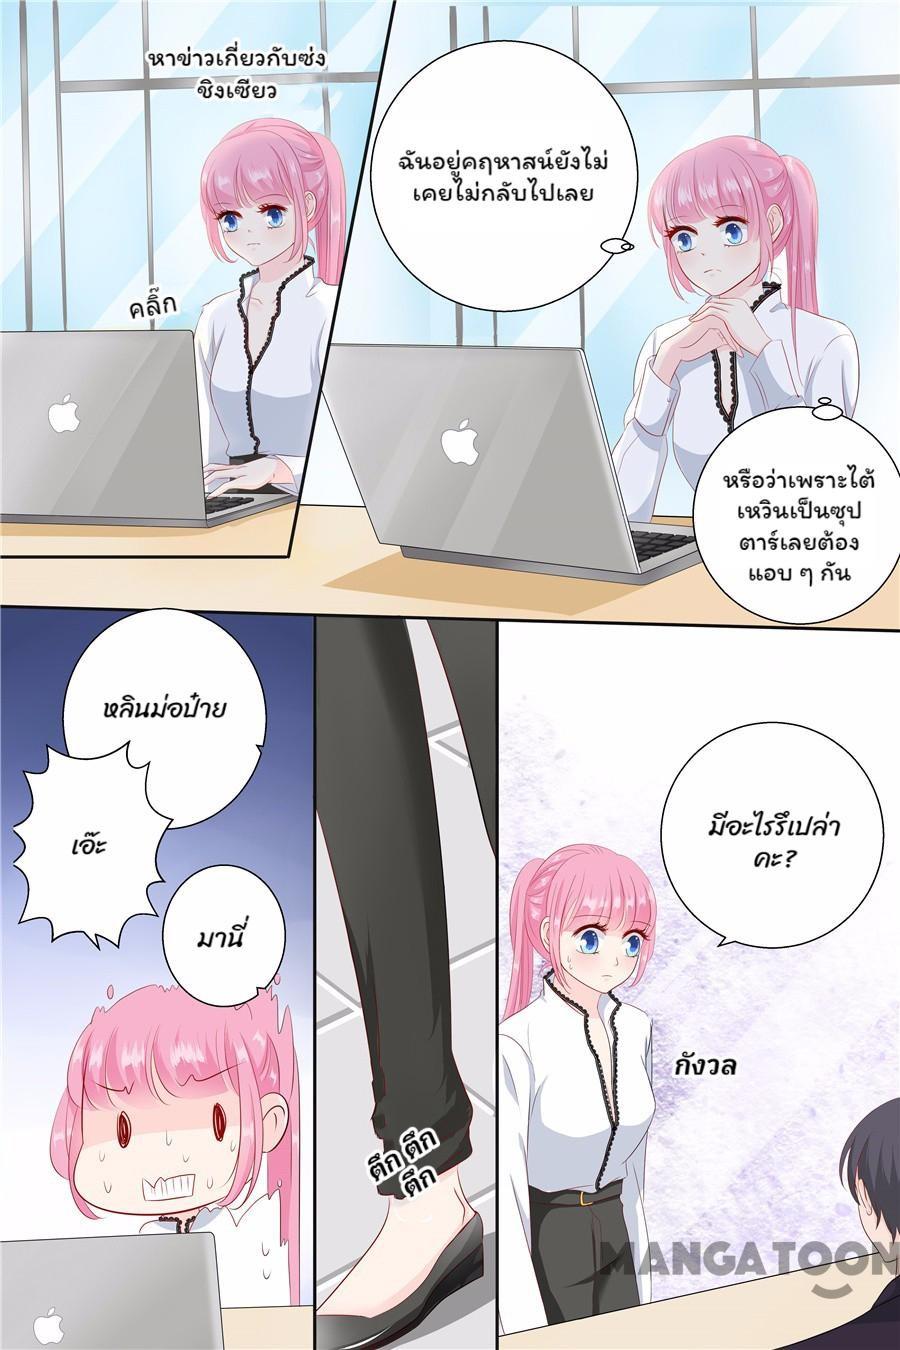 หาข่าวเกี่ยวกับซ่ง
ชิงเซียว
คลิ๊ก
ฉันอยู่คฤหาสน์ยังไม่
เคยไม่กลับไปเลย
หรือว่าเพราะไต้
เหวินเป็นซุป
ตาร์เลยต้อง
แอบ ๆ กัน
หลินม่อป๋าย
เอ๊ะ
มานี่
ตึก ตึก
ตึก
มีอะไรรึเปล่า
คะ?
กังวล
MANGATOON